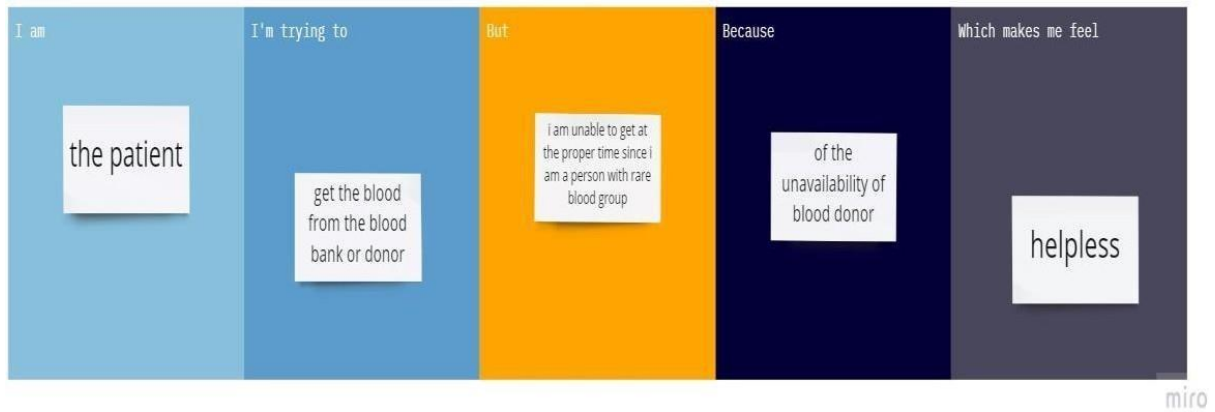 I am
the patient
I'm trying to
get the blood
from the blood
bank or donor
But
i am unable to get at
the proper time since i
am a person with rare
blood group
Because
of the
unavailability of
blood donor
Which makes me feel
helpless
miro